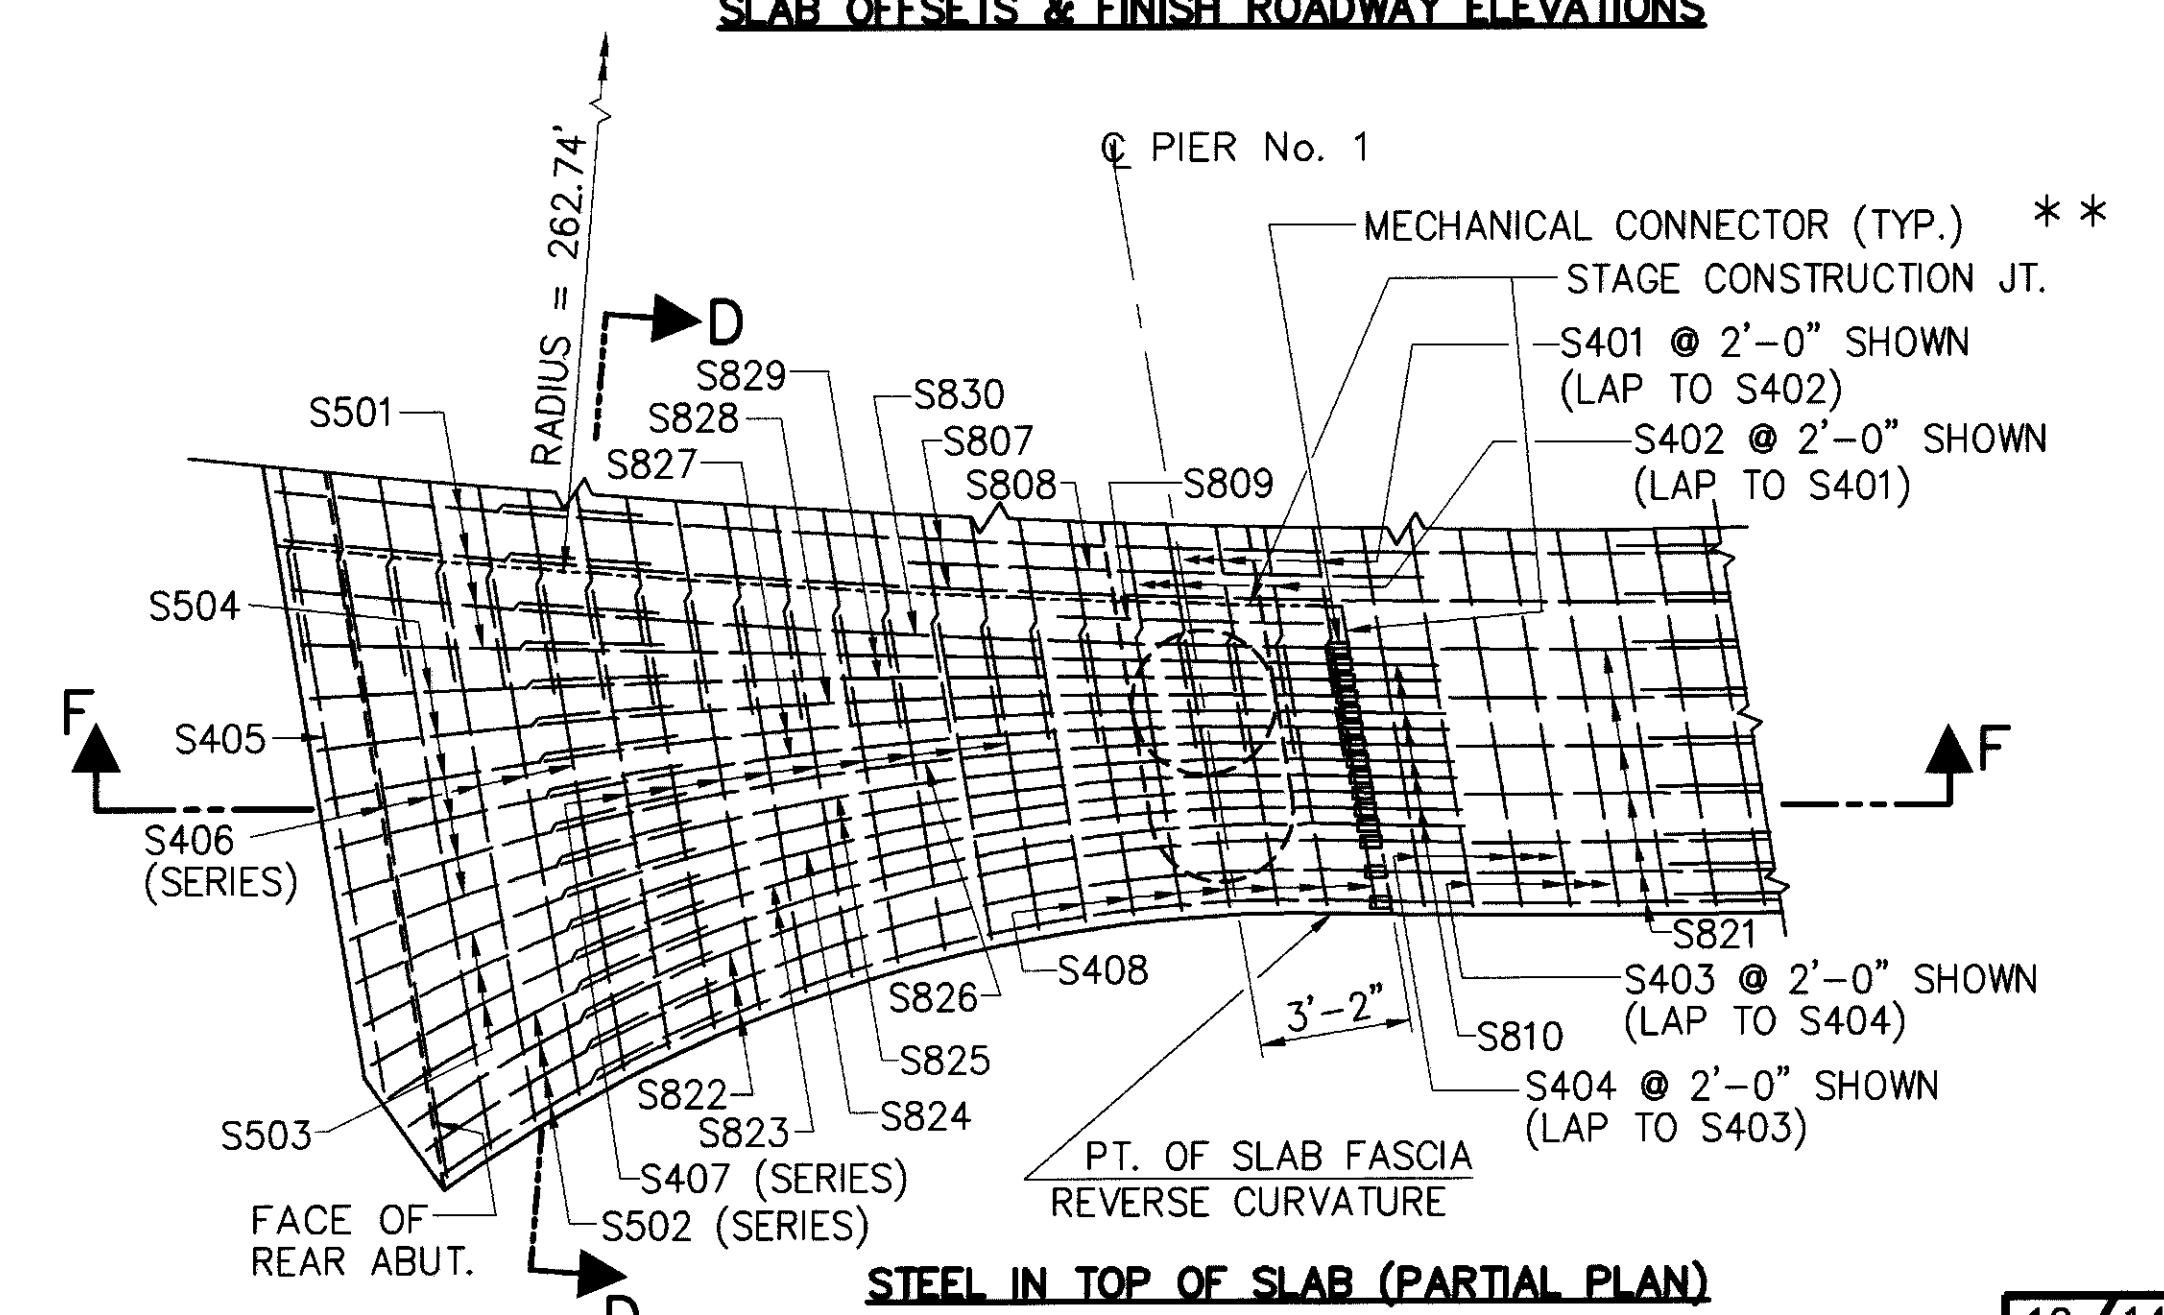 SLAB OFFSETS & FINISH ROADWAY ELEVATIONS
RADIUS = 262.74'
℄ PIER No. 1
MECHANICAL CONNECTOR (TYP.) * *
STAGE CONSTRUCTION JT.
S401 @ 2'-0" SHOWN
(LAP TO S402)
S402 @ 2'-0" SHOWN
(LAP TO S401)
D
S829
S830
S501
S828
S807
S827
S808
S809
S504
F
S405
F
S406
(SERIES)
S821
S408
S403 @ 2'-0" SHOWN
(LAP TO S404)
S826
3'-2"
S810
S825
S404 @ 2'-0" SHOWN
(LAP TO S403)
S822
S824
S823
S503
PT. OF SLAB FASCIA
REVERSE CURVATURE
S407 (SERIES)
S502 (SERIES)
FACE OF
REAR ABUT.
STEEL IN TOP OF SLAB (PARTIAL PLAN)
D